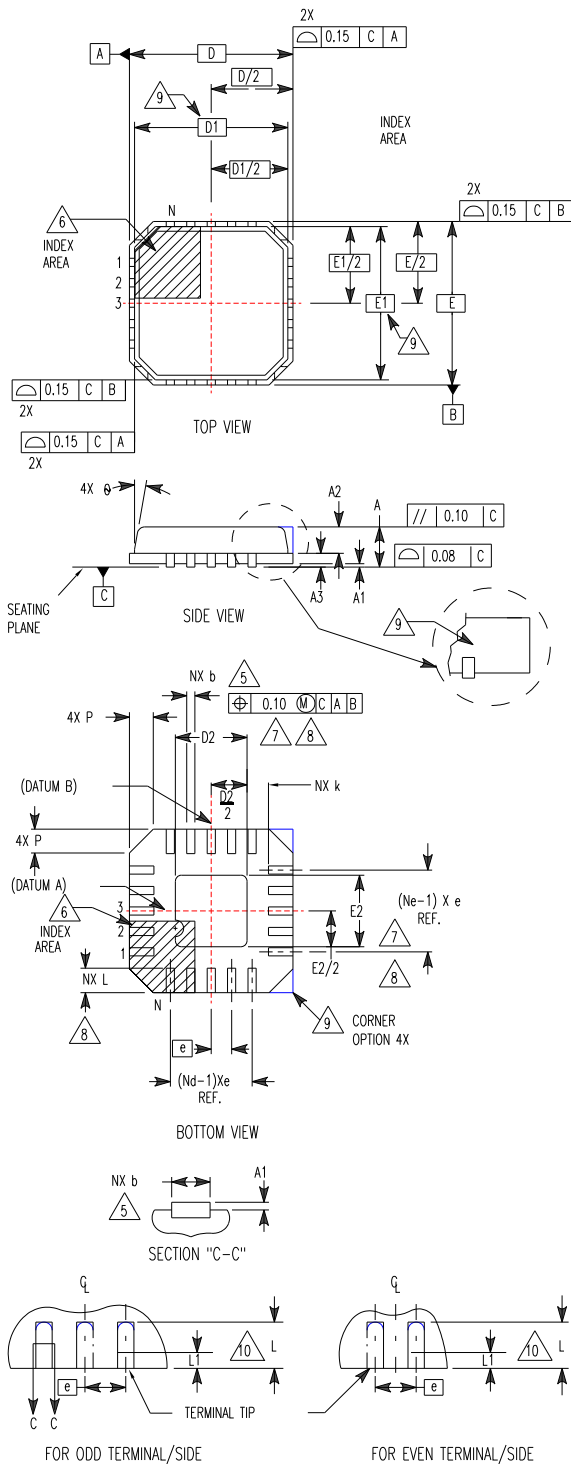 2X
0.15 C A
A
D
D/2
9
D1
INDEX
AREA
D1/2
2X
0.15 C B
N
6
INDEX
AREA
1
2
3
E1/2
E/2
E1
E
9
B
0.15 C B
2X
0.15 C A
2X
TOP VIEW
4X θ
A2
A
// 0.10 C
0.08 C
A3
A1
C
SEATING
PLANE
SIDE VIEW
9
NX b
5
0.10 M C A B
4X P
D2
7
8
(DATUM B)
D2
2
NX k
4X P
(DATUM A)
6
INDEX
AREA
3
2
1
E2
(Ne-1) X e
REF.
7
E2/2
8
NX L
8
N
9
CORNER
OPTION 4X
e
(Nd-1)Xe
REF.
BOTTOM VIEW
NX b
A1
5
SECTION "C-C"
CL
CL
L
10
L1
e
C C
TERMINAL TIP
L
10
L1
e
FOR ODD TERMINAL/SIDE
FOR EVEN TERMINAL/SIDE